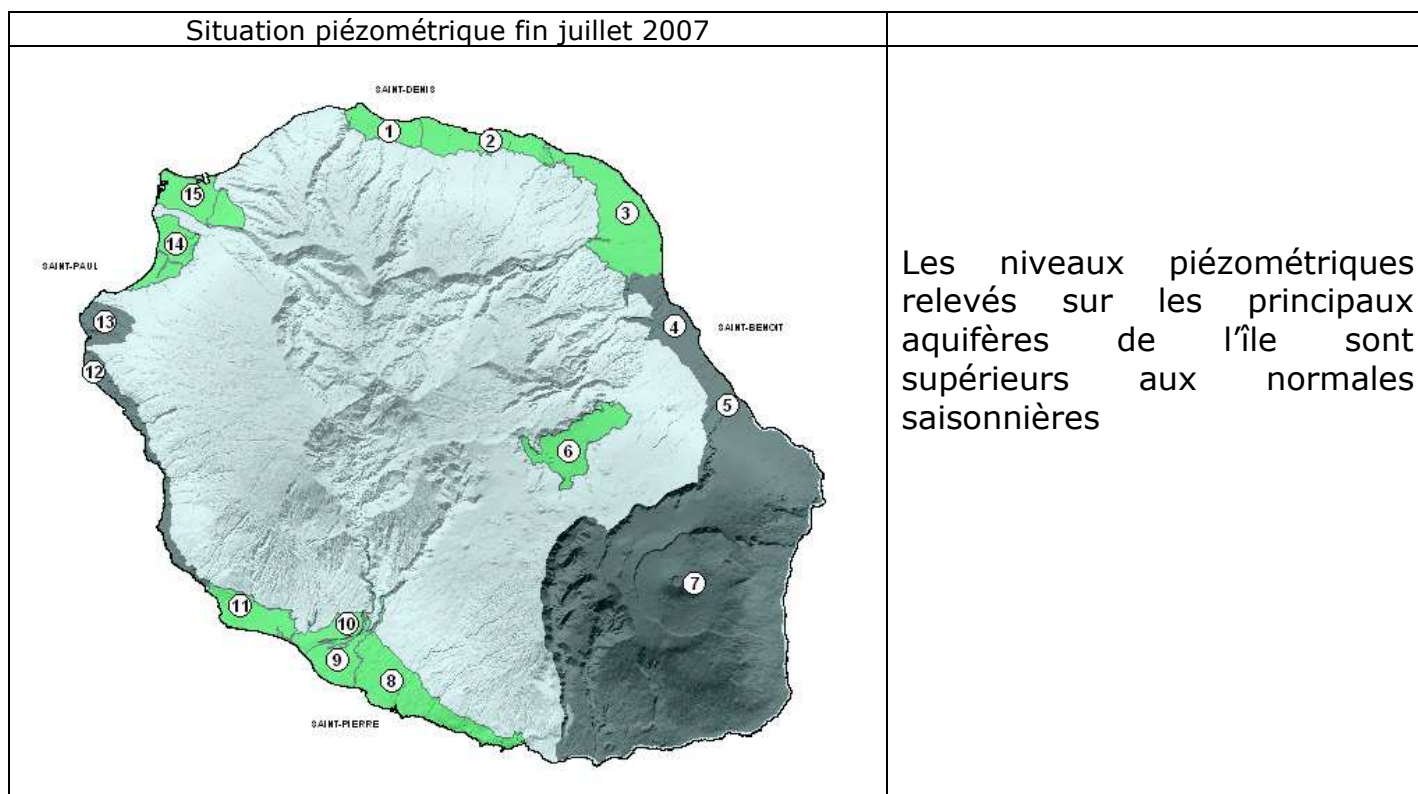 Situation piézométrique fin juillet 2007
SAINT-DENIS
1
2
15
3
14
SAINT-PAUL
13
4
SAINT-BENOIT
12
5
6
7
11
10
9
8
SAINT-PIERRE
Les niveaux piézométriques
relevés sur les principaux
aquifères de l'île sont
supérieurs aux normales
saisonnières